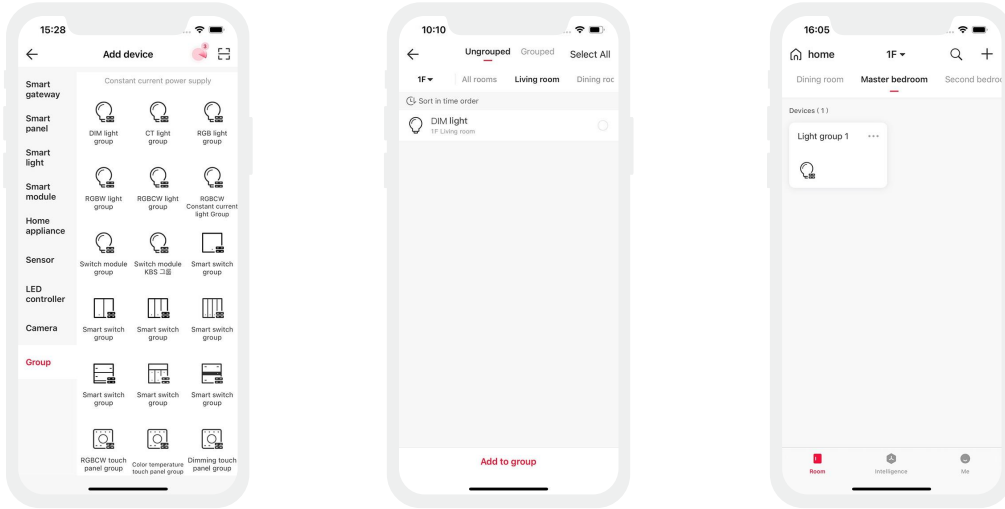 15:28
Add device
Smart
gateway
Smart
panel
Smart
light
Smart
module
Home
appliance
Sensor
LED
controller
Camera
Group
Constant current power
supply
DIM light
group
CT light
group
RGB light
group
RGBW light
group
RGBCW light
group
RGBCW
Constant current
light Group
Switch module
group
Switch module
KBS 그룹
Smart switch
group
Smart switch
group
Smart switch
group
Smart switch
group
Smart switch
group
Smart switch
group
Smart switch
group
RGBCW touch
panel group
Color temperature
touch panel group
Dimming touch
panel group
10:10
Ungrouped Grouped Select All
1F All rooms Living room Dining roo
Sort in time order
DIM light
1F Living room
Add to group
16:05
home 1F
Dining room Master bedroom Second bedroo
Devices ( 1 )
Light group 1
Room Intelligence Me